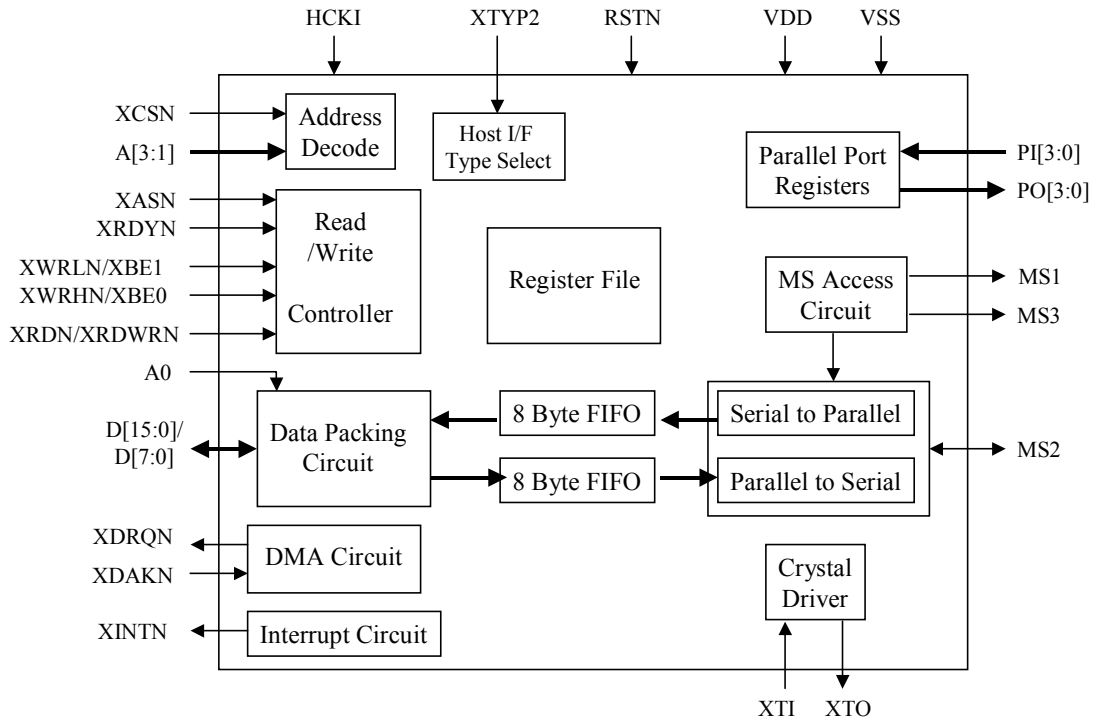 HCKI
XTYP2
RSTN
VDD
VSS
XCSN
A[3:1]
Address
Decode
Host I/F
Type Select
Parallel Port
Registers
PI[3:0]
PO[3:0]
XASN
XRDYN
XWRLN/XBE1
XWRHN/XBE0
XRDN/XRDWRN
Read
/Write
Controller
Register File
MS Access
Circuit
MS1
MS3
A0
D[15:0]/
D[7:0]
Data Packing
Circuit
8 Byte FIFO
8 Byte FIFO
Serial to Parallel
Parallel to Serial
MS2
XDRQN
XDAKN
DMA Circuit
XINTN
Interrupt Circuit
Crystal
Driver
XTI
XTO